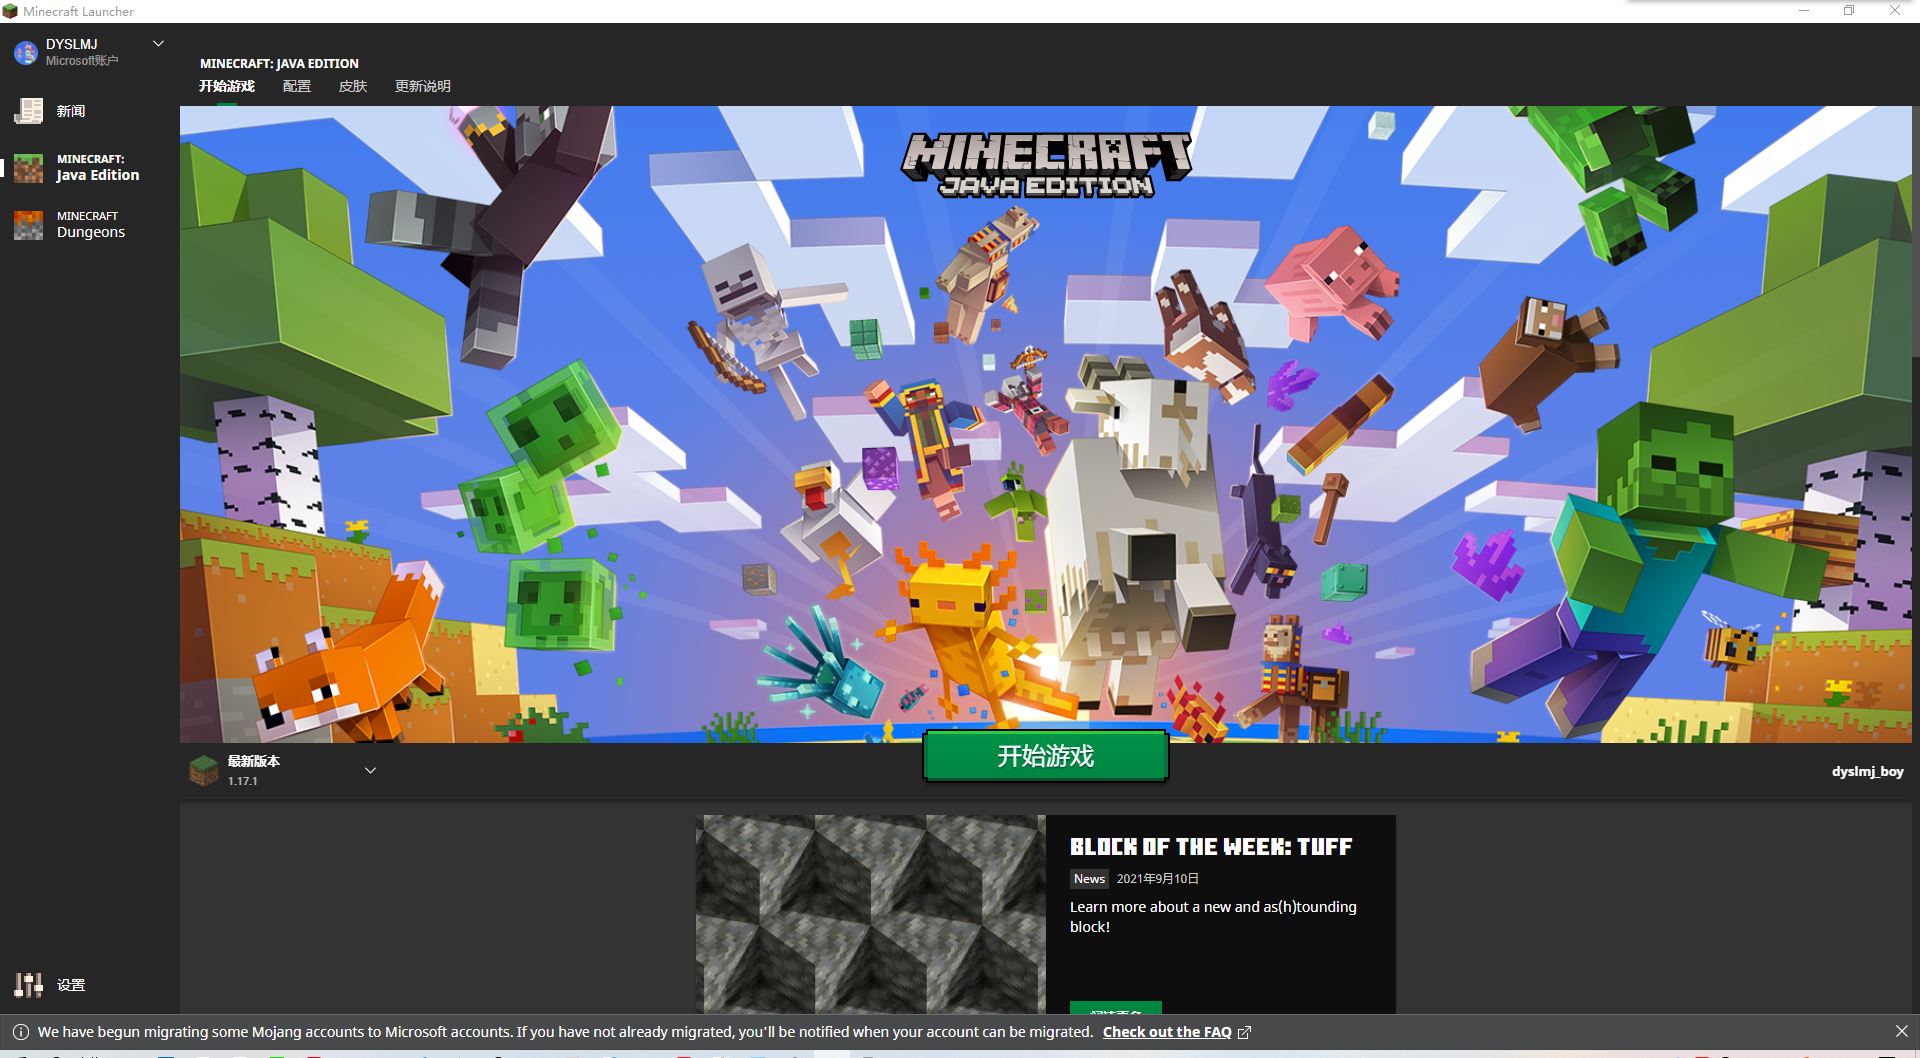 Minecraft Launcher
DYSLMJ
Microsoft账户
新闻
MINECRAFT:
Java Edition
MINECRAFT
Dungeons
设置
MINECRAFT: JAVA EDITION
开始游戏 配置 皮肤 更新说明
MINECRAFT
JAVA EDITION
最新版本
1.17.1
开始游戏
dyslmj_boy
BLOCK OF THE WEEK: TUFF
News 2021年9月10日
Learn more about a new and as(h)tounding
block!
We have begun migrating some Mojang accounts to Microsoft accounts. If you have not already migrated, you'll be notified when your account can be migrated. Check out the FAQ